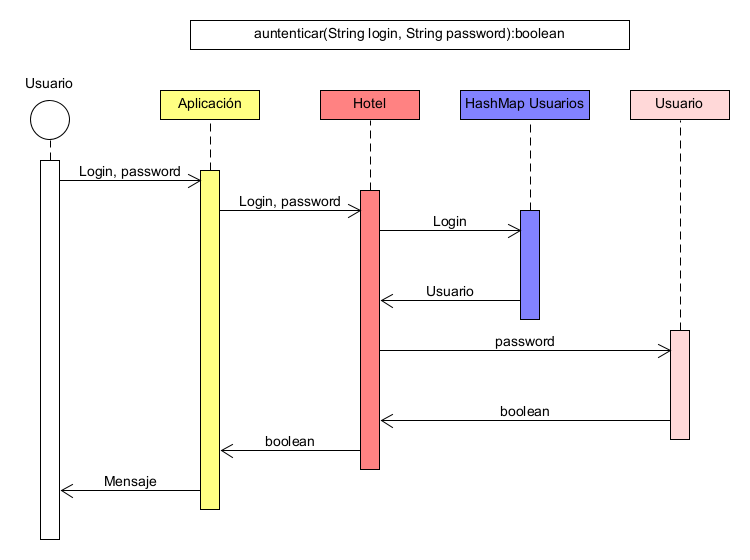 auntenticar(String login, String password):boolean
Usuario
Aplicación
Hotel
HashMap Usuarios
Usuario
Login, password
Login, password
Login
Usuario
password
boolean
boolean
Mensaje